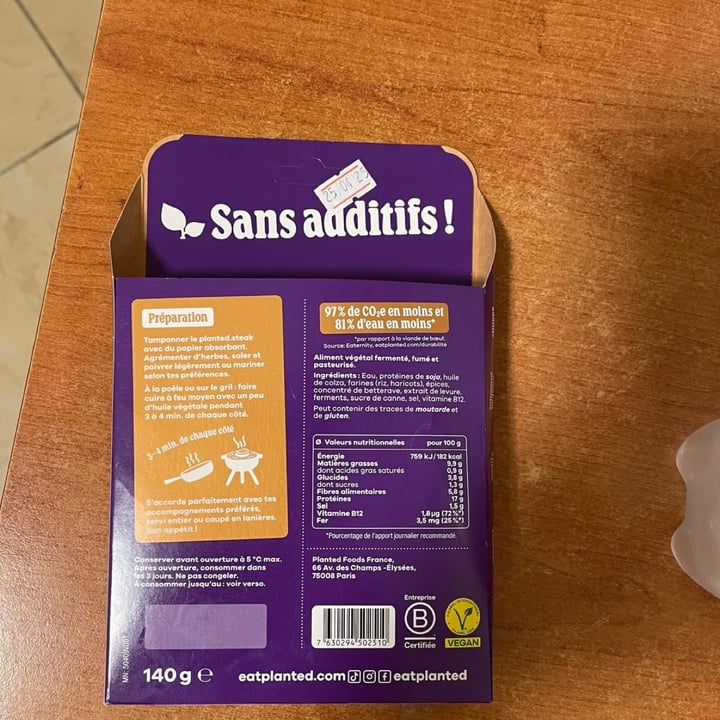 25 04 25
Sans additifs !
Préparation
Tamponner le planted.steak
avec du papier absorbant.
Agrémenter d'herbes, saler et
poivrer légèrement ou mariner
selon tes préférences.
À la poêle ou sur le gril : faire
cuire à feu moyen avec un peu
d'huile végétale pendant
3 à 4 min. de chaque côté.
3–4 min. de chaque côté
S'accorde parfaitement avec tes
accompagnements préférés,
servi entier ou coupé en lanières.
Bon appétit !
Conserver avant ouverture à 5 °C max.
Après ouverture, consommer dans
les 3 jours. Ne pas congeler.
À consommer jusqu'au : voir verso.
140 g e
97 % de CO₂e en moins et
81 % d'eau en moins*
*par rapport à la viande de bœuf.
Source: Eaternity, eatplanted.com/durabilité
Aliment végétal fermenté, fumé et
pasteurisé.
Ingrédients : Eau, protéines de soja, huile
de colza, farines (riz, haricots), épices,
concentré de betterave, extrait de levure,
ferments, sucre de canne, sel, vitamine B12.
Peut contenir des traces de moutarde et
de gluten.
Ø Valeurs nutritionnelles pour 100 g
Énergie 759 kJ/182 kcal
Matières grasses 9,9 g
dont acides gras saturés 0,9 g
Glucides 3,8 g
dont sucres 1,3 g
Fibres alimentaires 5,8 g
Protéines 17 g
Sel 1,5 g
Vitamine B12 1,8 µg (72 %*)
Fer 3,5 mg (25 %*)
*Pourcentage de l'apport journalier recommandé.
Planted Foods France,
66 Av. des Champs -Élysées,
75008 Paris
7 630294 502510
Entreprise
B
Certifiée
VEGAN
eatplanted.com eatplanted